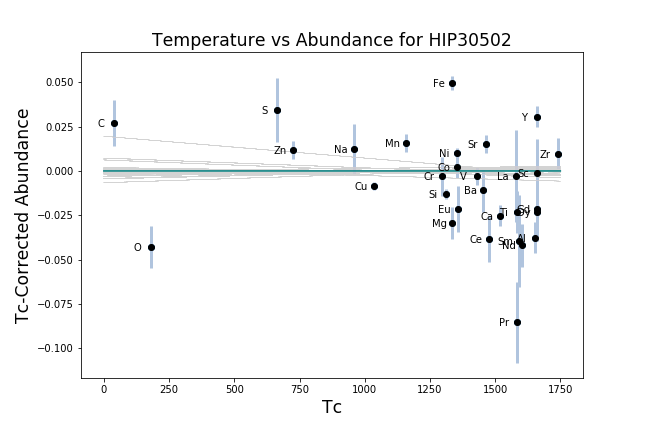 Temperature vs Abundance for HIP30502
Tc-Corrected Abundance
0.050
0.025
0.000
−0.025
−0.050
−0.075
−0.100
Fe
S
Y
C
Mn
Sr
Zn
Na
Ni
Zr
Co
Cr
V
La
Sc
Cu
Si
Ba
Eu
Ca
Ti
Gd
Dy
Mg
Ce
Sm
Al
Nd
O
Pr
0
250
500
750
1000
1250
1500
1750
Tc